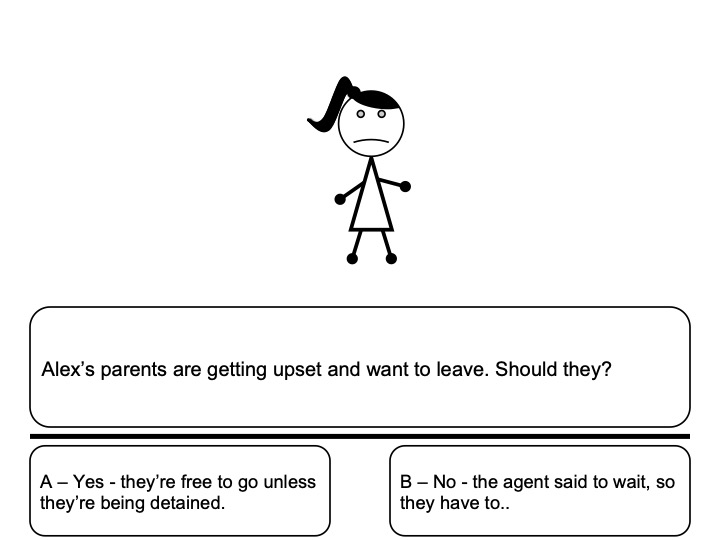 Alex’s parents are getting upset and want to leave. Should they?
A – Yes - they’re free to go unless
they’re being detained.
B – No - the agent said to wait, so
they have to..